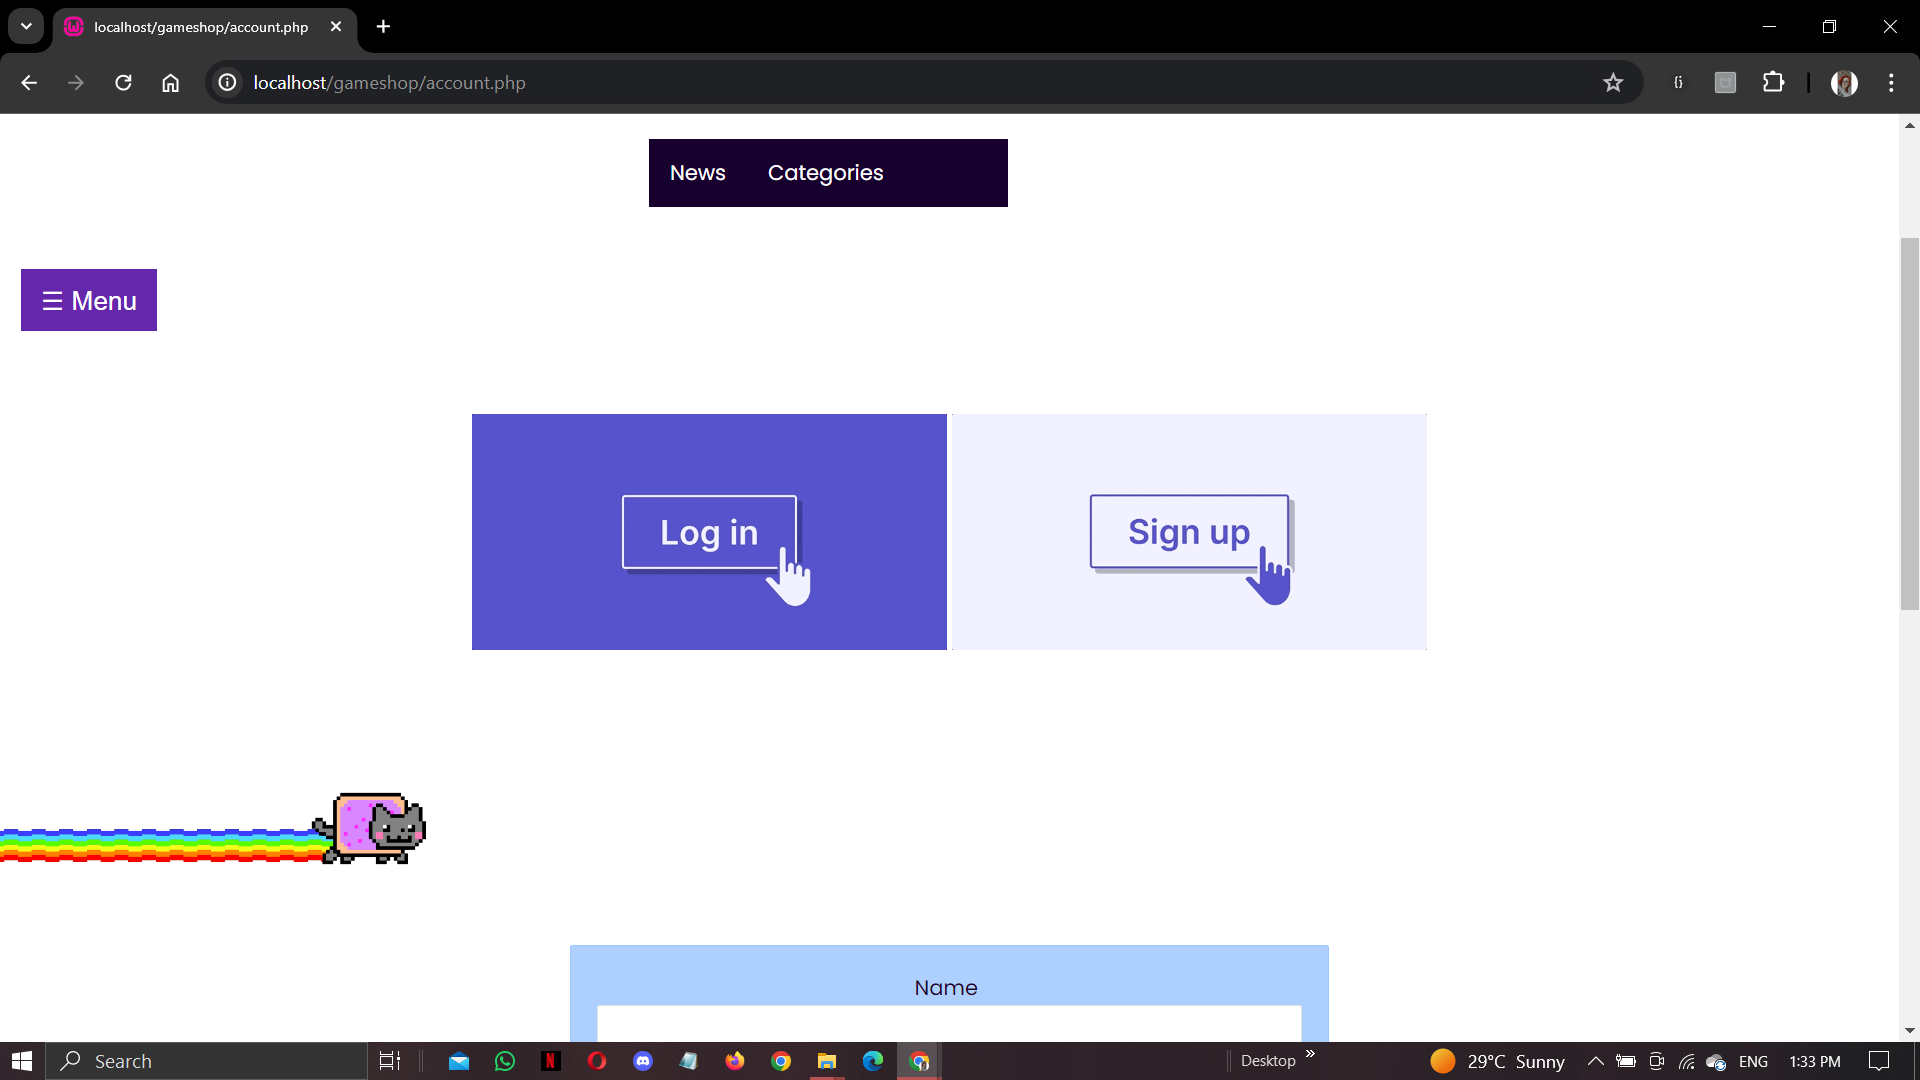 localhost/gameshop/account.php
localhost/gameshop/account.php
News Categories
☰ Menu
Log in Sign up
Name
Search
Desktop
29°C Sunny
ENG
1:33 PM